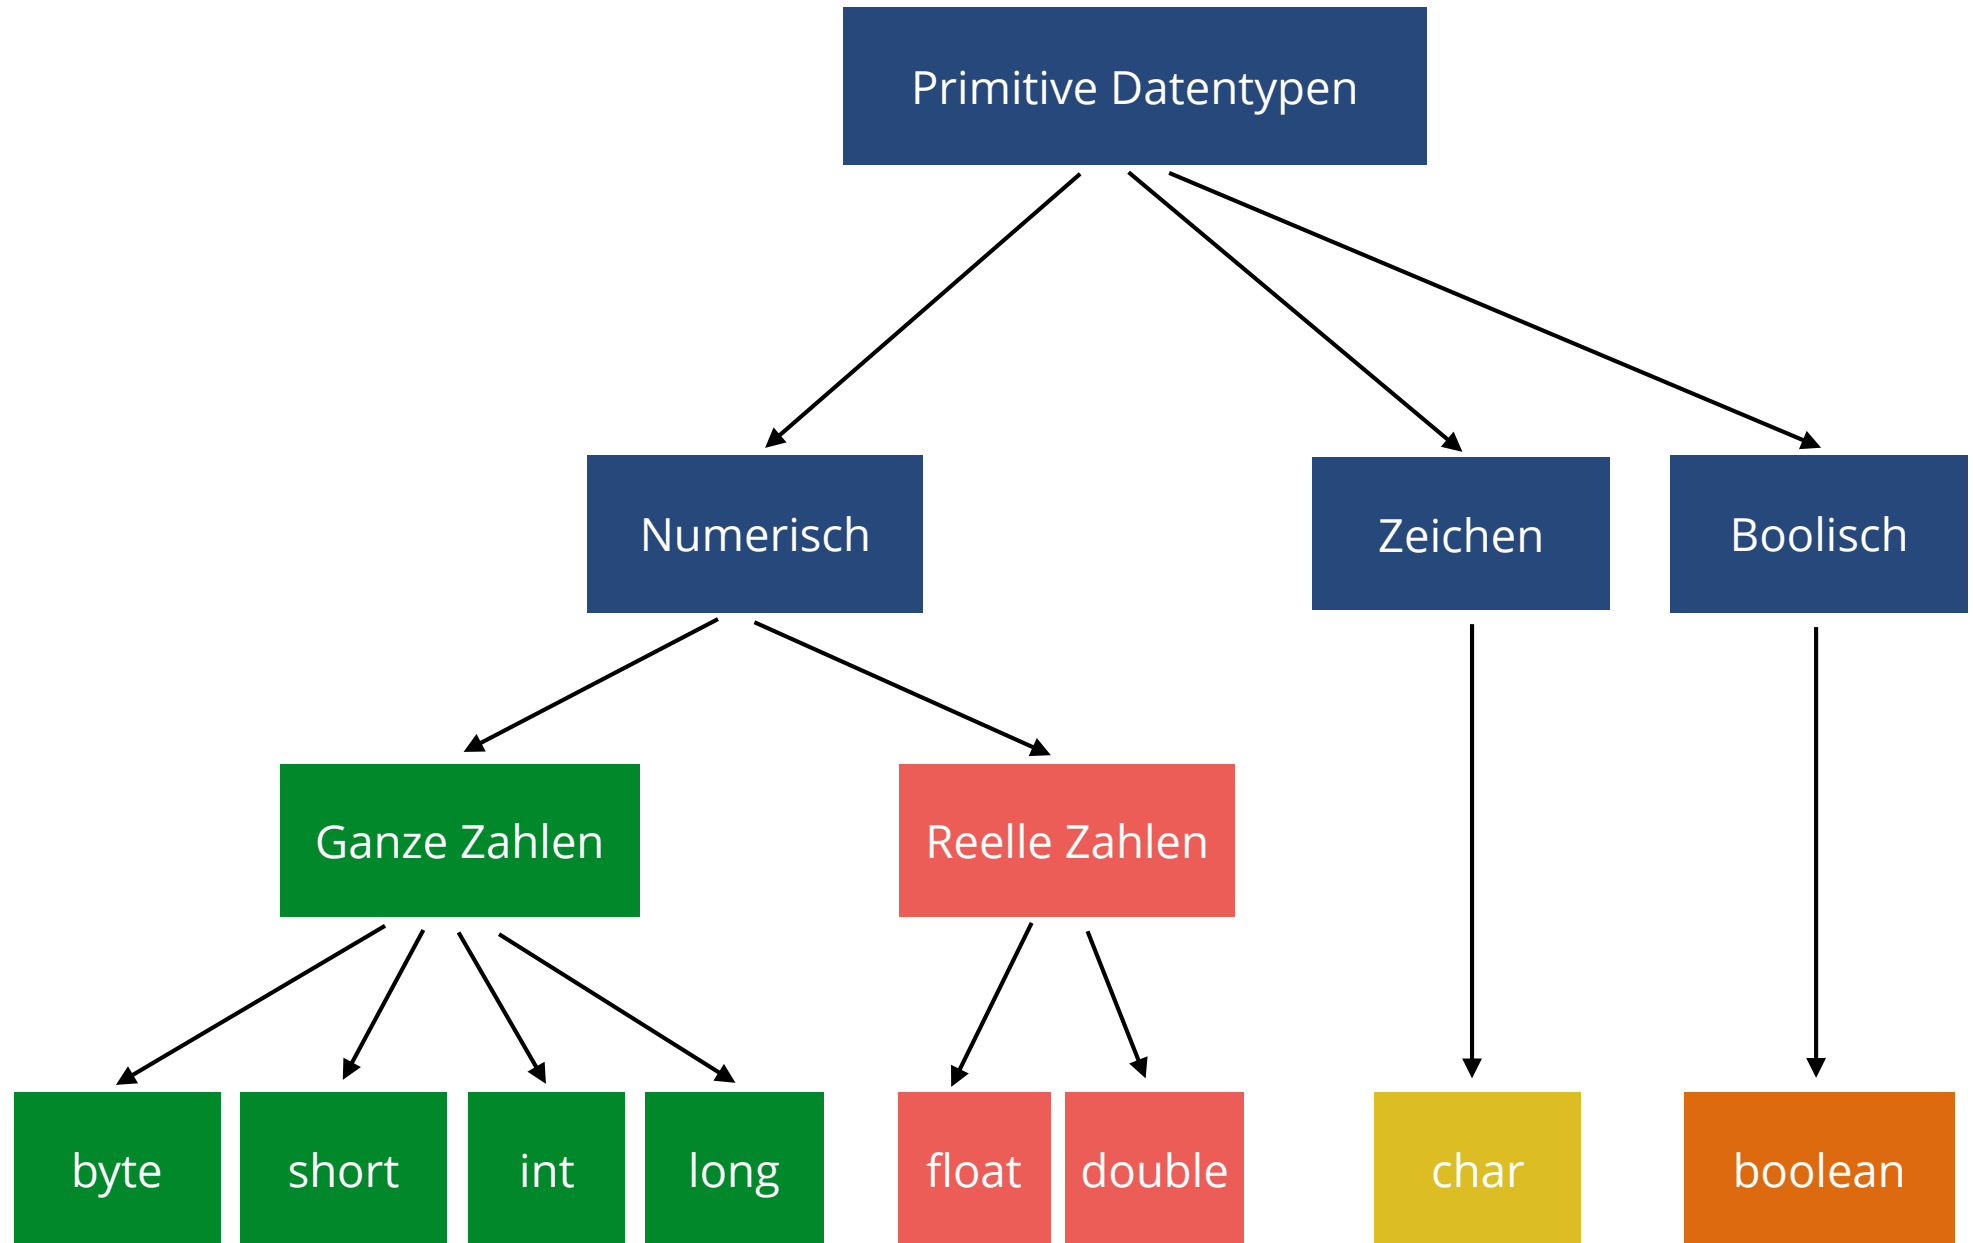 Primitive Datentypen
Numerisch
Zeichen
Boolisch
Ganze Zahlen
Reelle Zahlen
byte
short
int
long
float
double
char
boolean